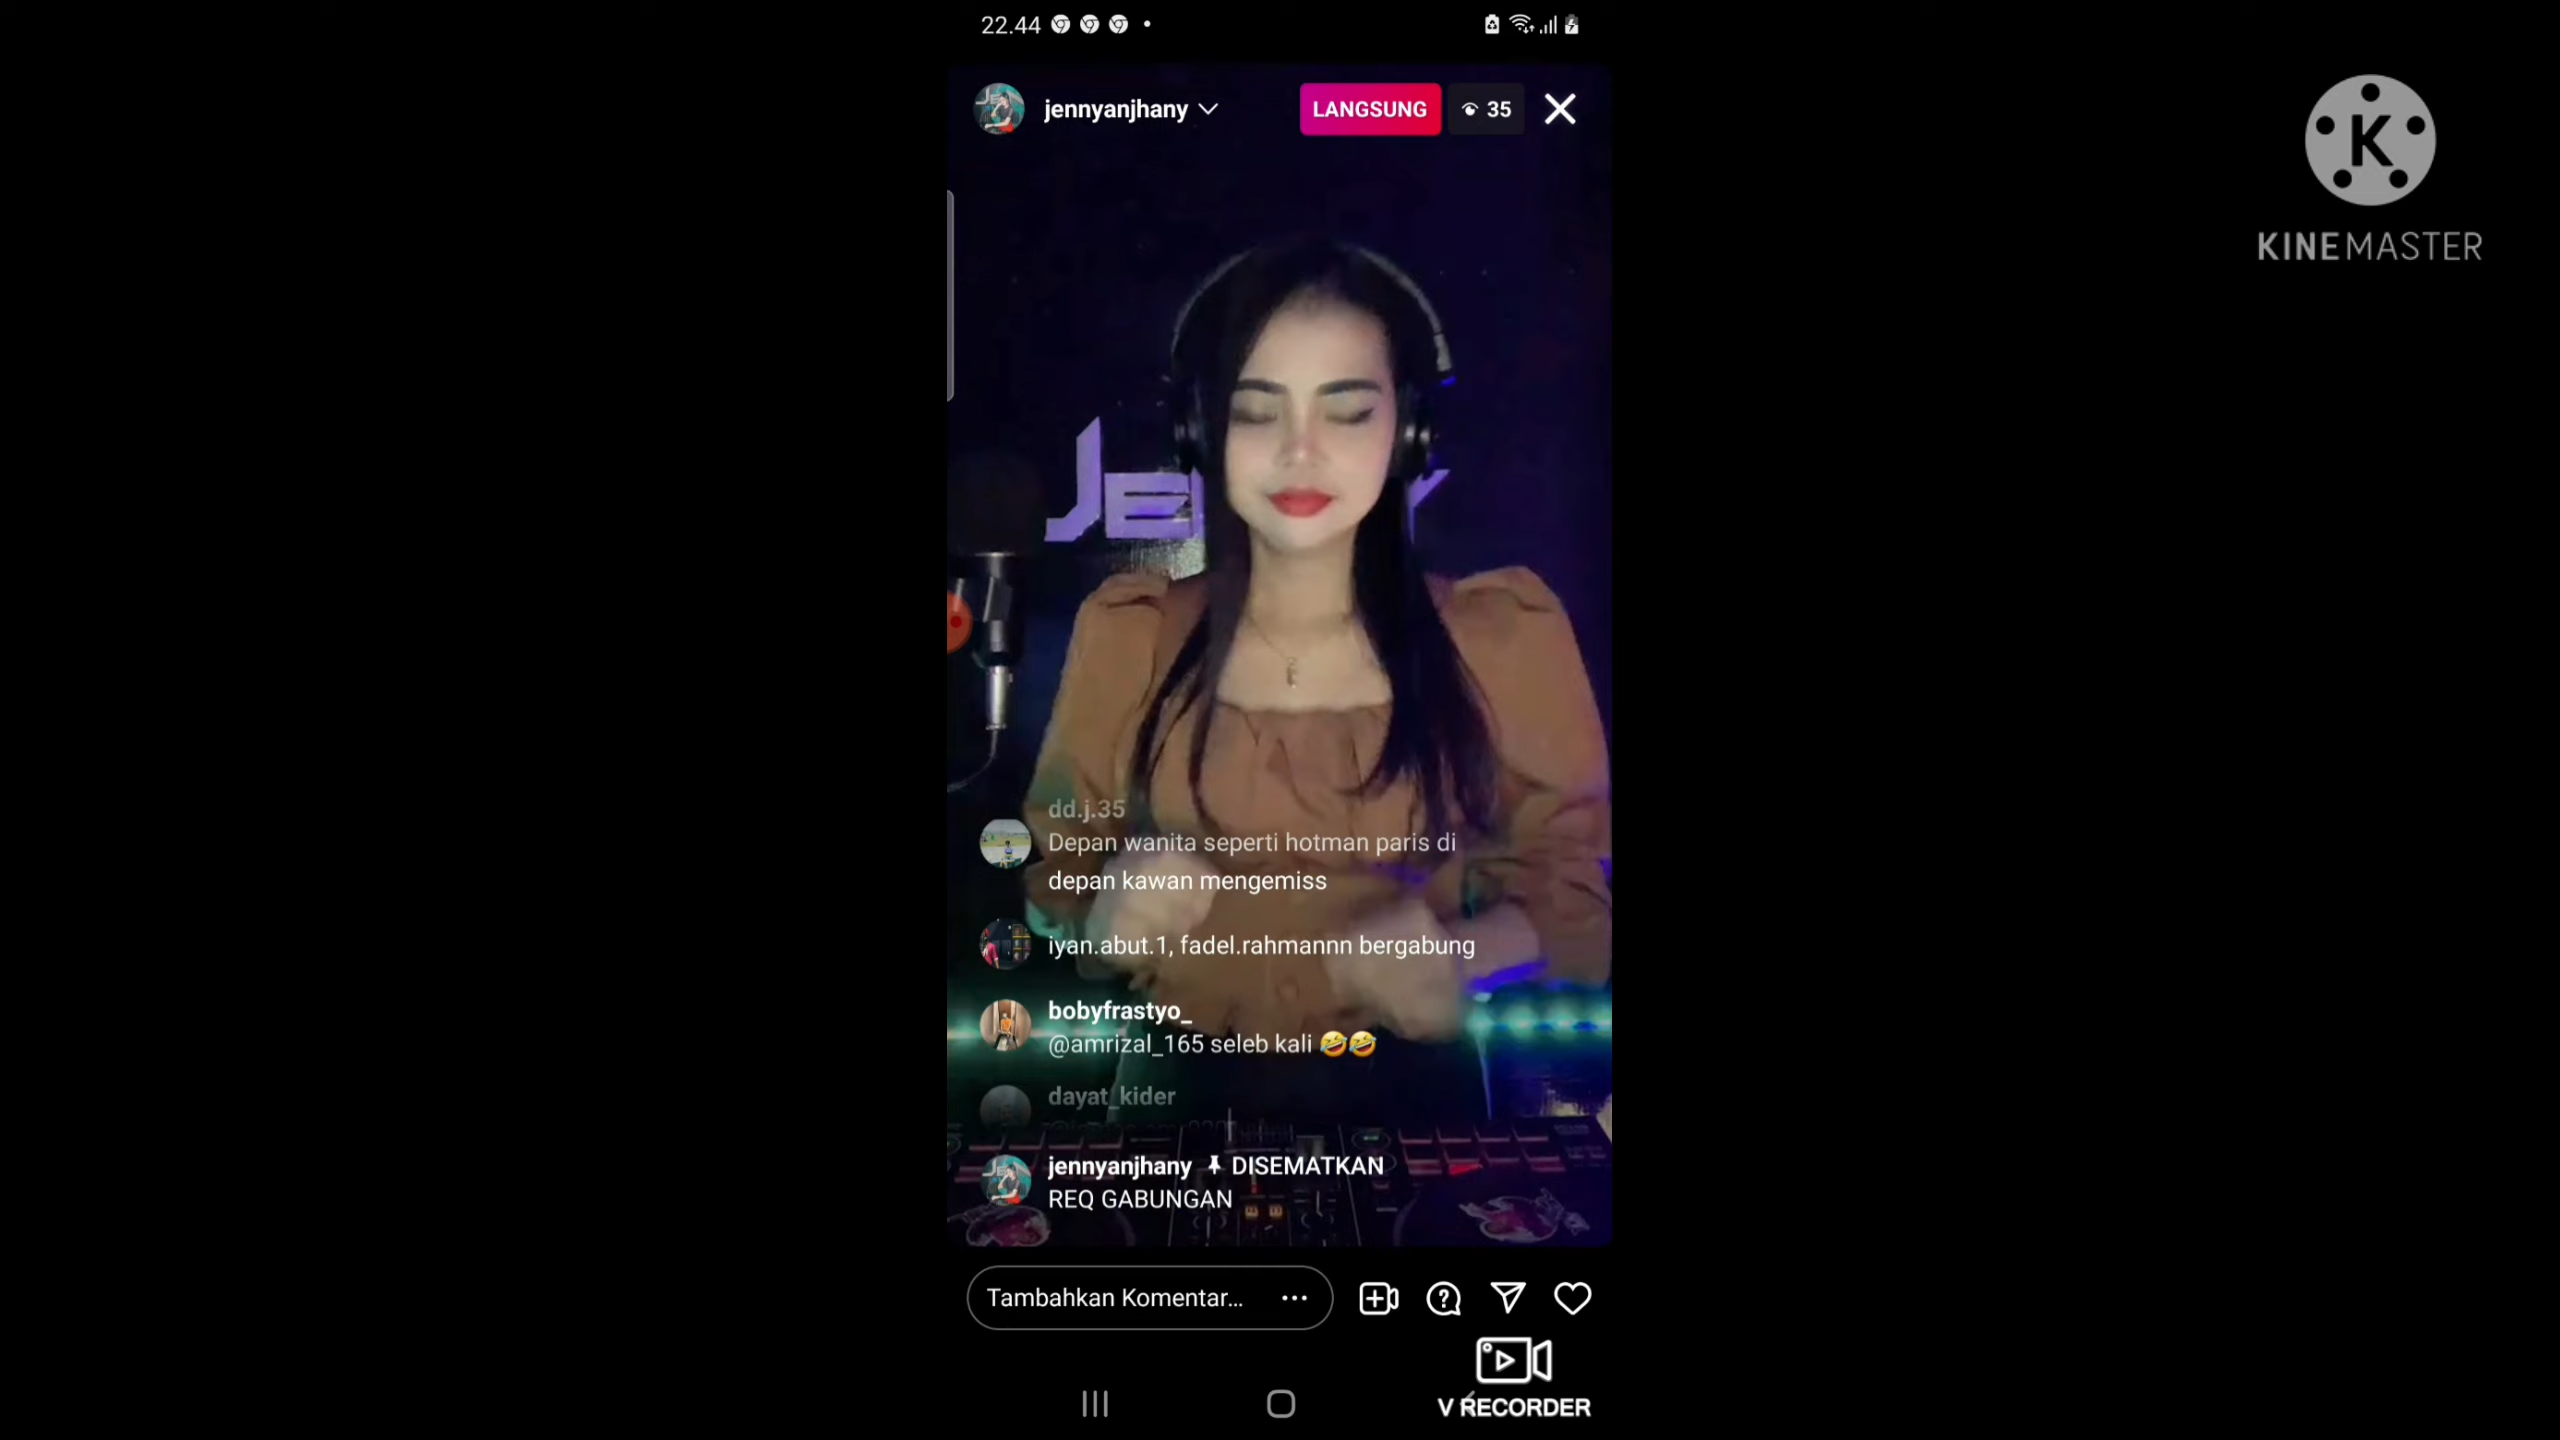 22.44
jennyanjhany
LANGSUNG
35
KINEMASTER
dd.j.35
Depan wanita seperti hotman paris di
depan kawan mengemiss
iyan.abut.1, fadel.rahmannn bergabung
bobyfrastyo_
@amrizal_165 seleb kali 🤣🤣
dayat_kider
jennyanjhany DISEMATKAN
REQ GABUNGAN
Tambahkan Komentar...
V RECORDER